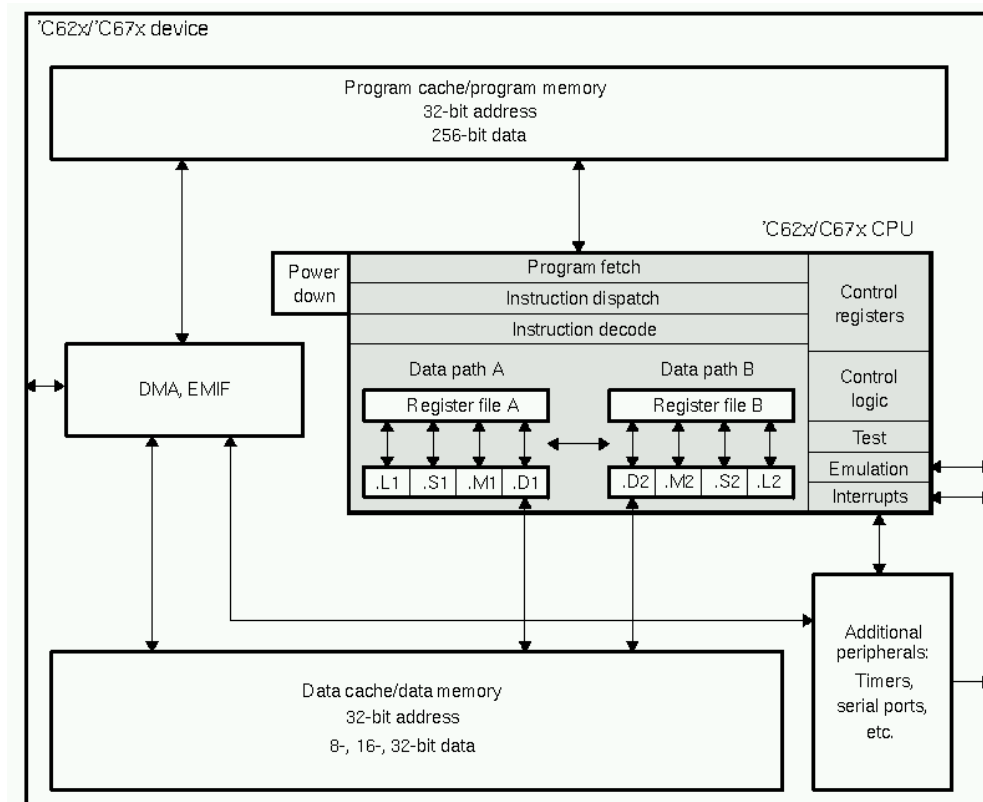 'C62x/'C67x device
Program cache/program memory
32-bit address
256-bit data
'C62x/C67x CPU
Power
down
Program fetch
Instruction dispatch
Instruction decode
Control
registers
DMA, EMIF
Data path A
Data path B
Register file A
Register file B
Control
logic
Test
.L1 .S1 .M1 .D1
.D2 .M2 .S2 .L2
Emulation
Interrupts
Additional
peripherals:
Timers,
serial ports,
etc.
Data cache/data memory
32-bit address
8-, 16-, 32-bit data